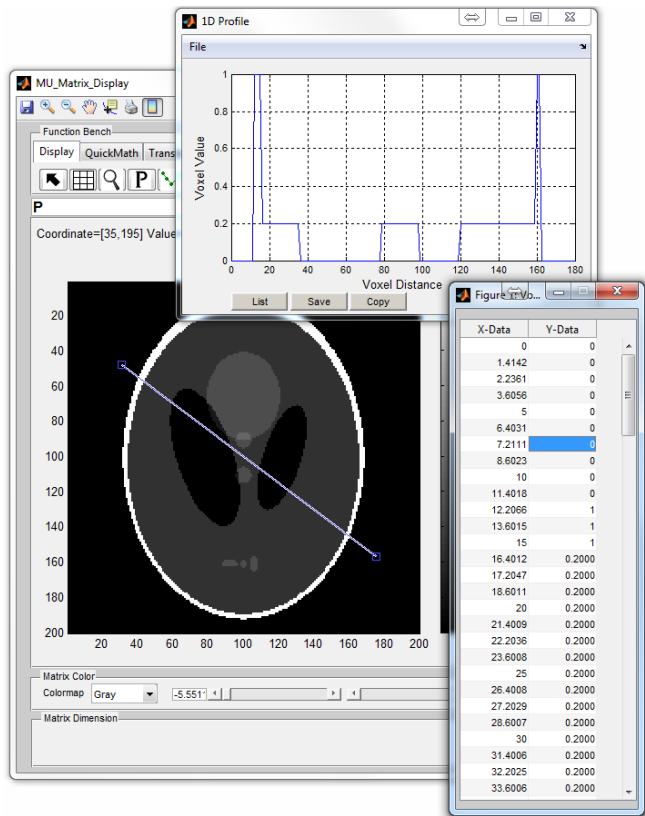 1D Profile
File
1
0.8
0.6
0.4
0.2
0
Voxel Value
0 20 40 60 80 100 120 140 160 180
Voxel Distance
List Save Copy
MU_Matrix_Display
Function Bench
Display QuickMath Trans
P
P
Coordinate=[35,195] Value
20
40
60
80
100
120
140
160
180
200
20 40 60 80 100 120 140 160 180 200
Matrix Color
Colormap Gray -5.551
Matrix Dimension
X-Data Y-Data
0 0
1.4142 0
2.2361 0
3.6056 0
5 0
6.4031 0
7.2111 0
8.6023 0
10 0
11.4018 0
12.2066 1
13.6015 1
15 1
16.4012 0.2000
17.2047 0.2000
18.6011 0.2000
20 0.2000
21.4009 0.2000
22.2036 0.2000
23.6008 0.2000
25 0.2000
26.4008 0.2000
27.2029 0.2000
28.6007 0.2000
30 0.2000
31.4006 0.2000
32.2025 0.2000
33.6006 0.2000